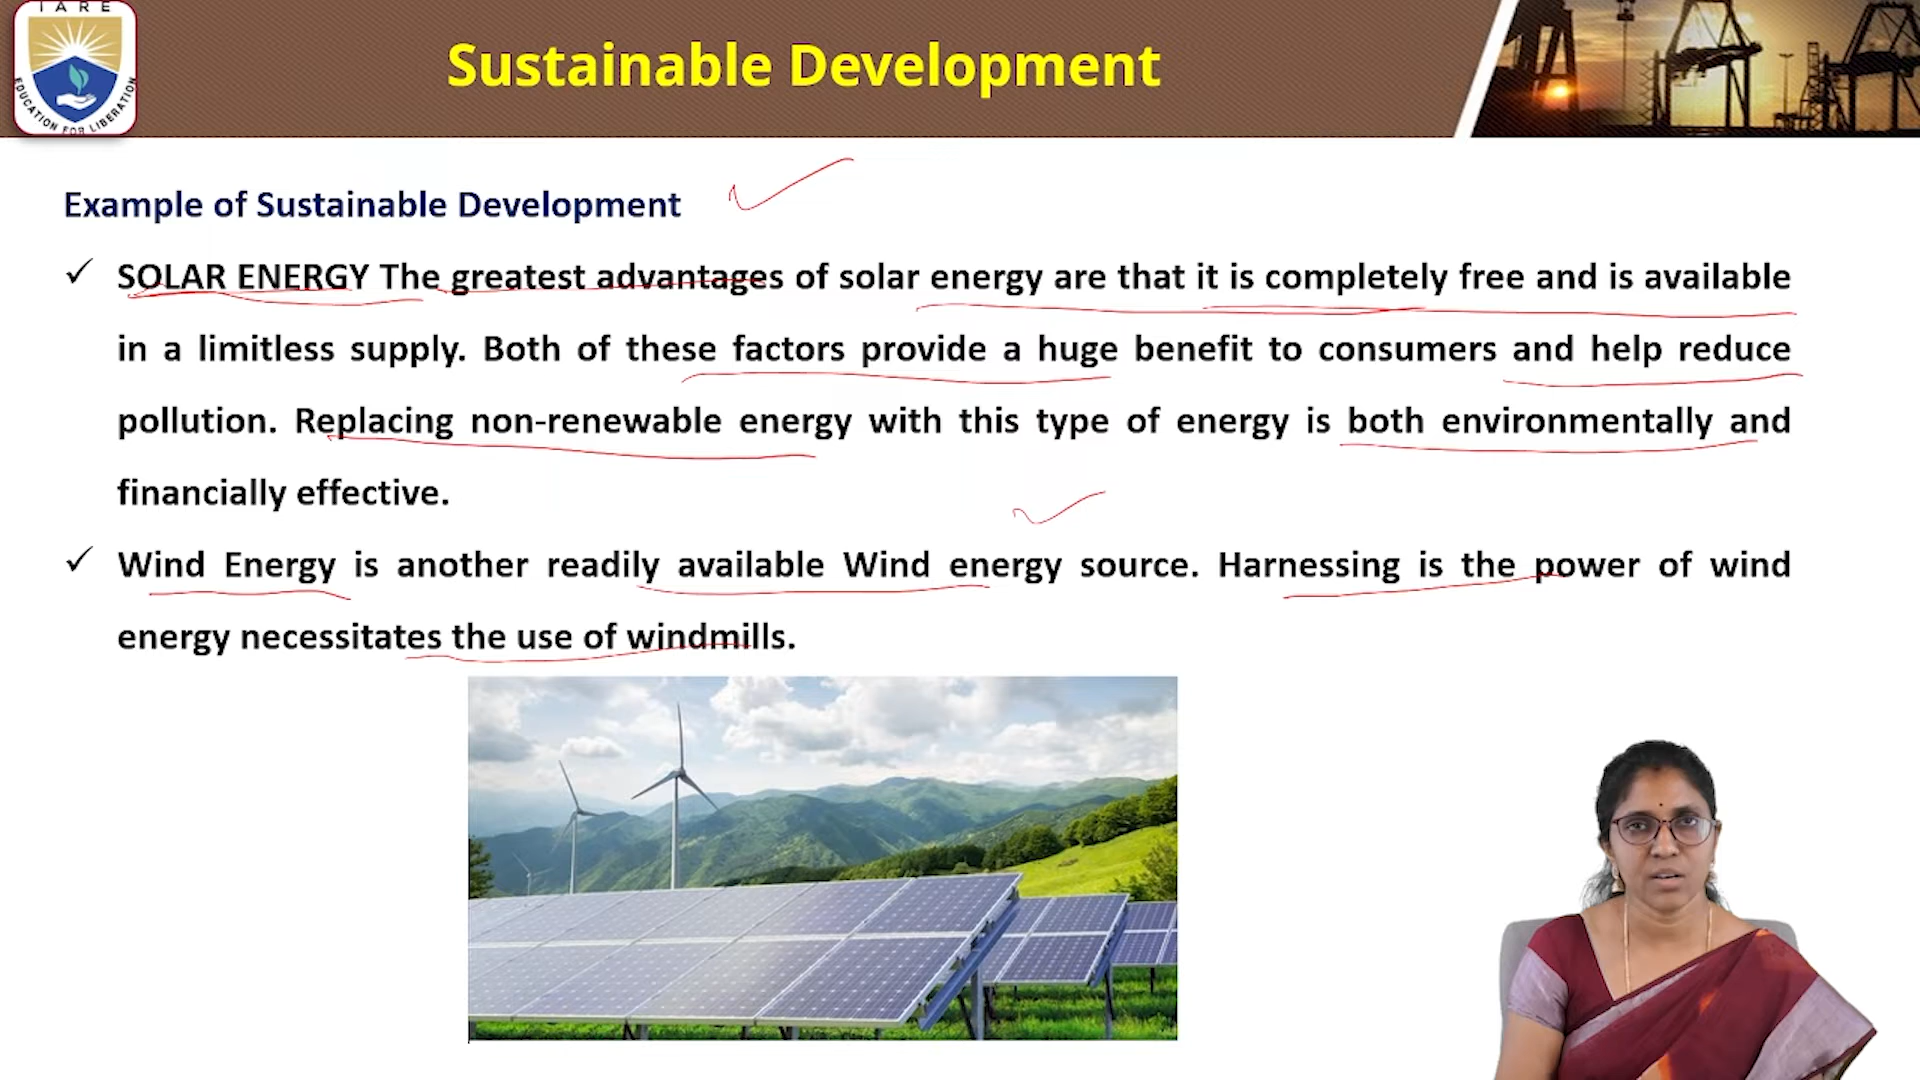 IARE
EDUCATION FOR LIBERATION
Sustainable Development
Example of Sustainable Development
✓ SOLAR ENERGY The greatest advantages of solar energy are that it is completely free and is available
in a limitless supply. Both of these factors provide a huge benefit to consumers and help reduce
pollution. Replacing non-renewable energy with this type of energy is both environmentally and
financially effective.
✓ Wind Energy is another readily available Wind energy source. Harnessing is the power of wind
energy necessitates the use of windmills.